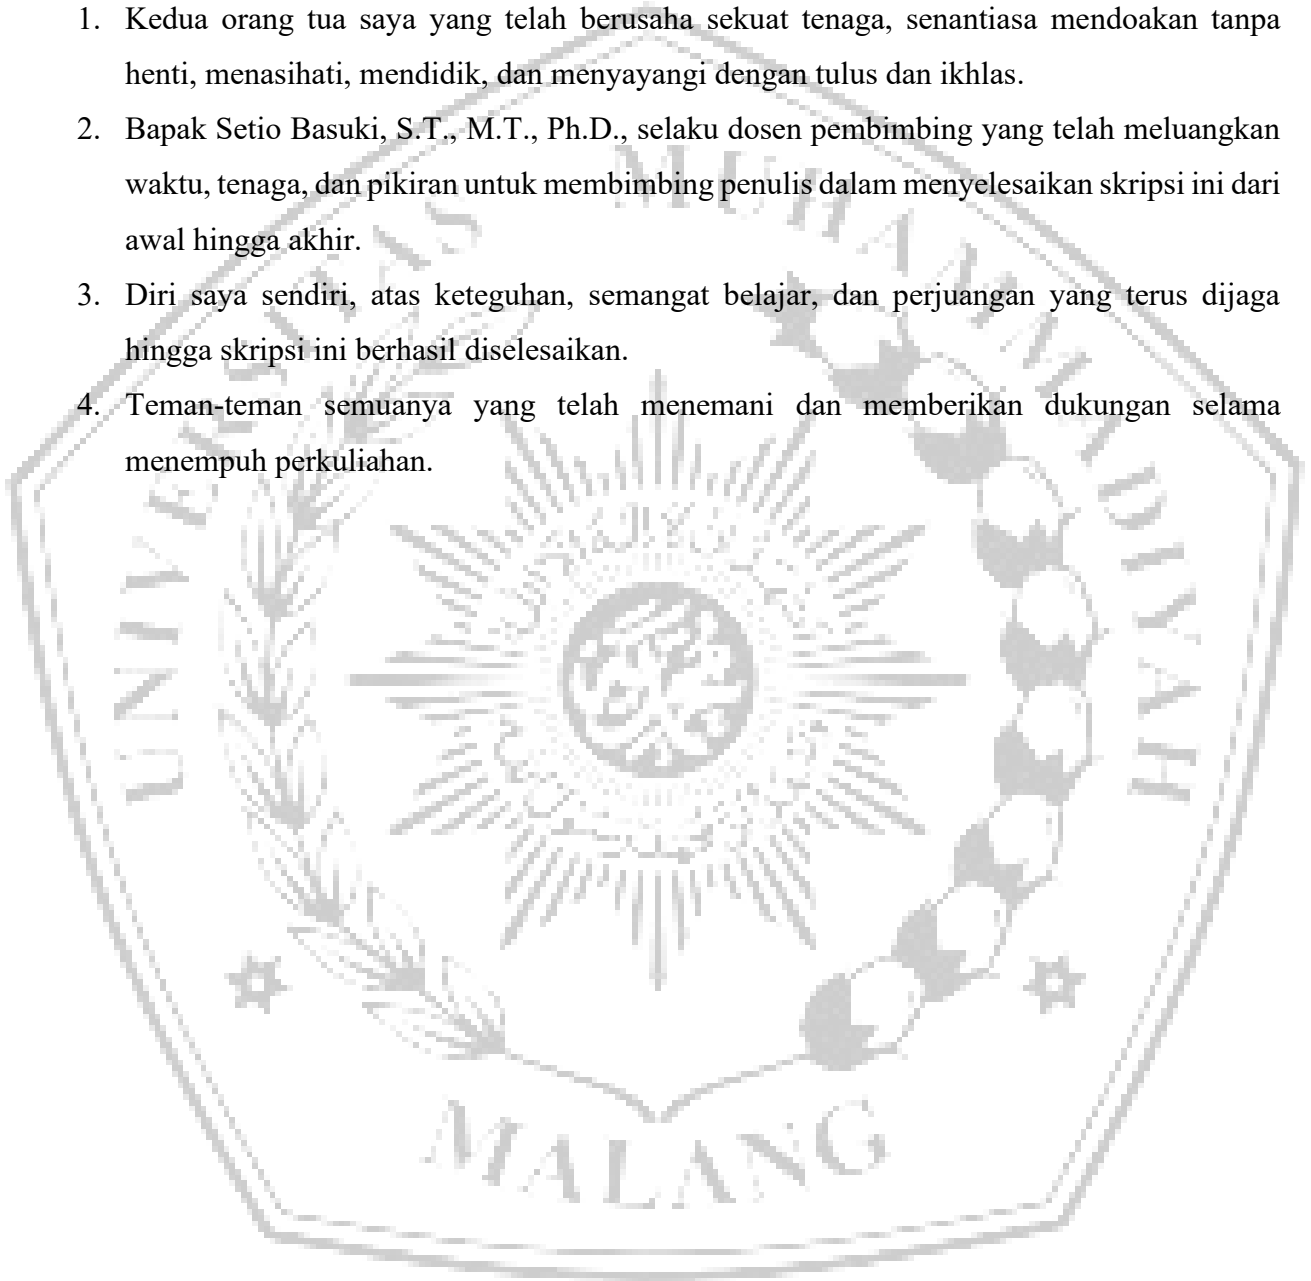 1. Kedua orang tua saya yang telah berusaha sekuat tenaga, senantiasa mendoakan tanpa
henti, menasihati, mendidik, dan menyayangi dengan tulus dan ikhlas.
2. Bapak Setio Basuki, S.T., M.T., Ph.D., selaku dosen pembimbing yang telah meluangkan
waktu, tenaga, dan pikiran untuk membimbing penulis dalam menyelesaikan skripsi ini dari
awal hingga akhir.
3. Diri saya sendiri, atas keteguhan, semangat belajar, dan perjuangan yang terus dijaga
hingga skripsi ini berhasil diselesaikan.
4. Teman-teman semuanya yang telah menemani dan memberikan dukungan selama
menempuh perkuliahan.
UNIVERSITAS MUHAMMADIYAH
MALANG